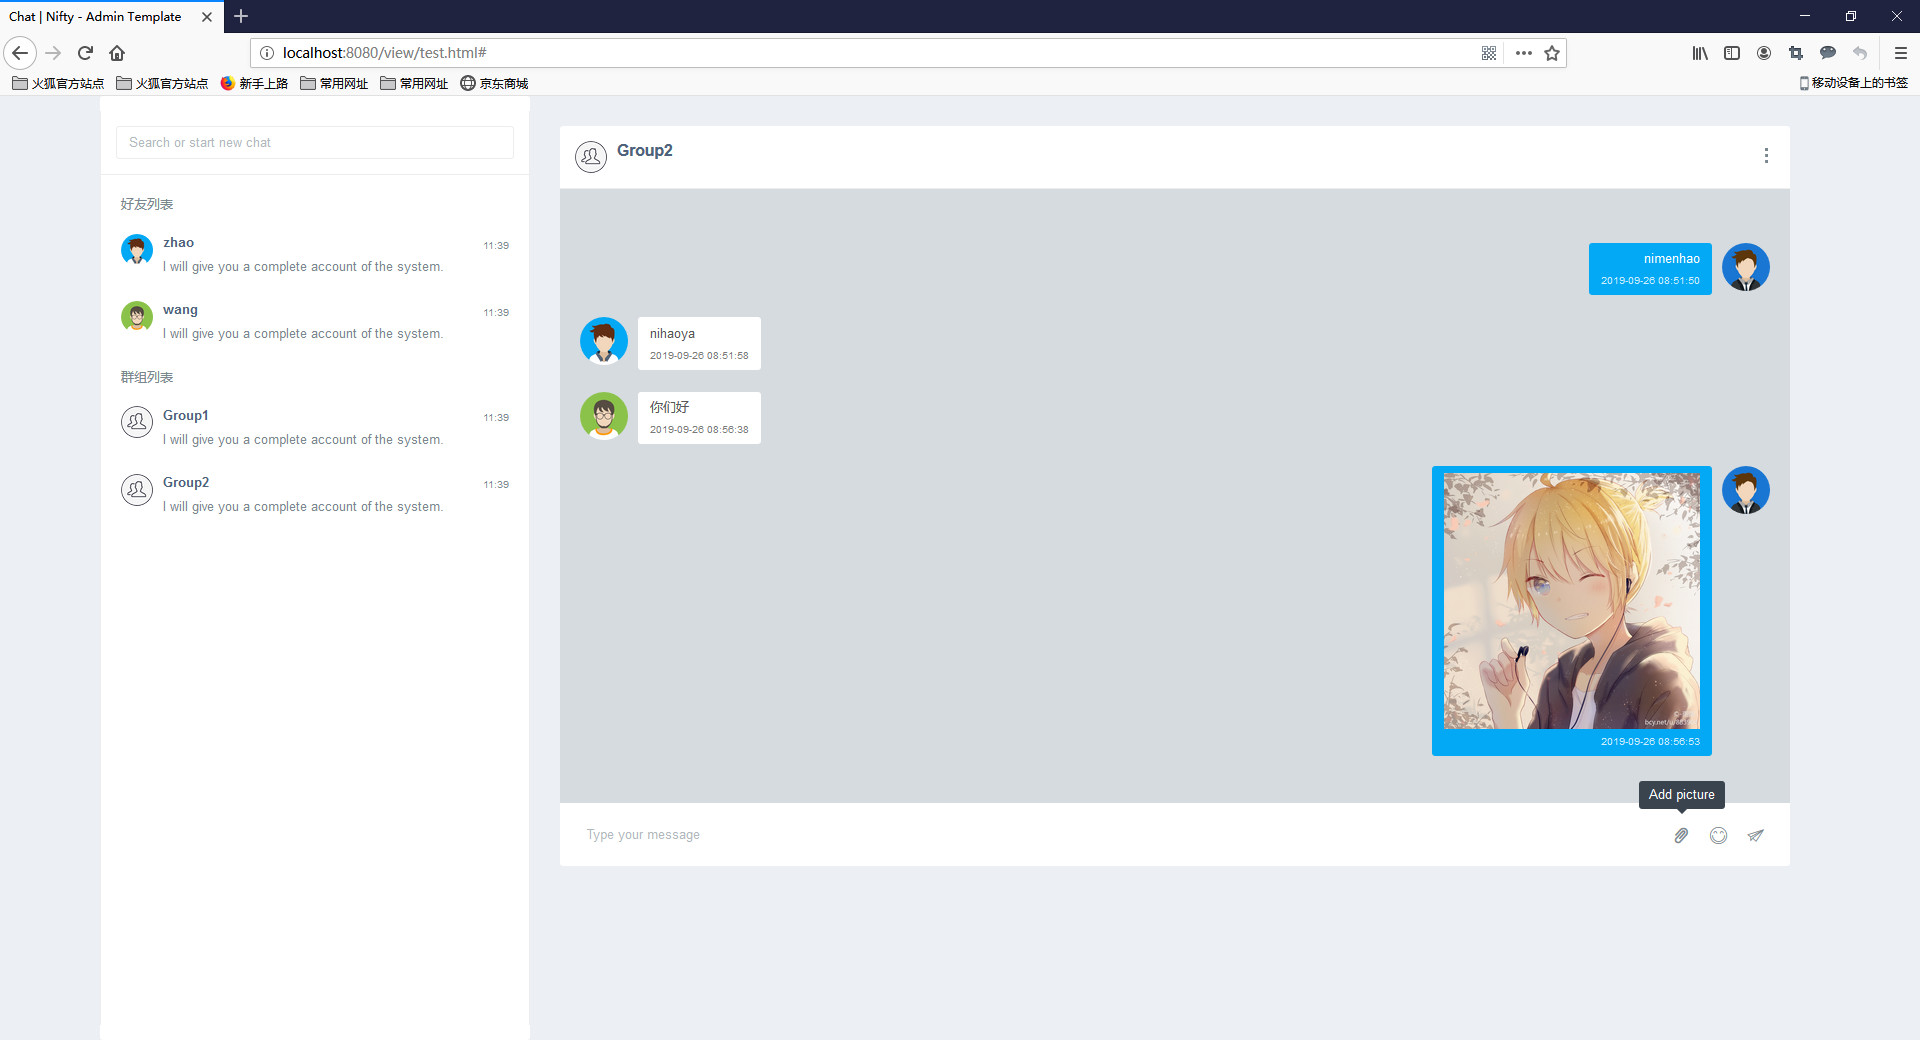 Chat | Nifty - Admin Template
localhost:8080/view/test.html#
火狐官方站点 火狐官方站点 新手上路 常用网址 常用网址 京东商城 移动设备上的书签
Search or start new chat
好友列表
zhao 11:39
I will give you a complete account of the system.
wang 11:39
I will give you a complete account of the system.
群组列表
Group1 11:39
I will give you a complete account of the system.
Group2 11:39
I will give you a complete account of the system.
Group2
nimenhao
2019-09-26 08:51:50
nihaoya
2019-09-26 08:51:58
你们好
2019-09-26 08:56:38
2019-09-26 08:56:53
Add picture
Type your message